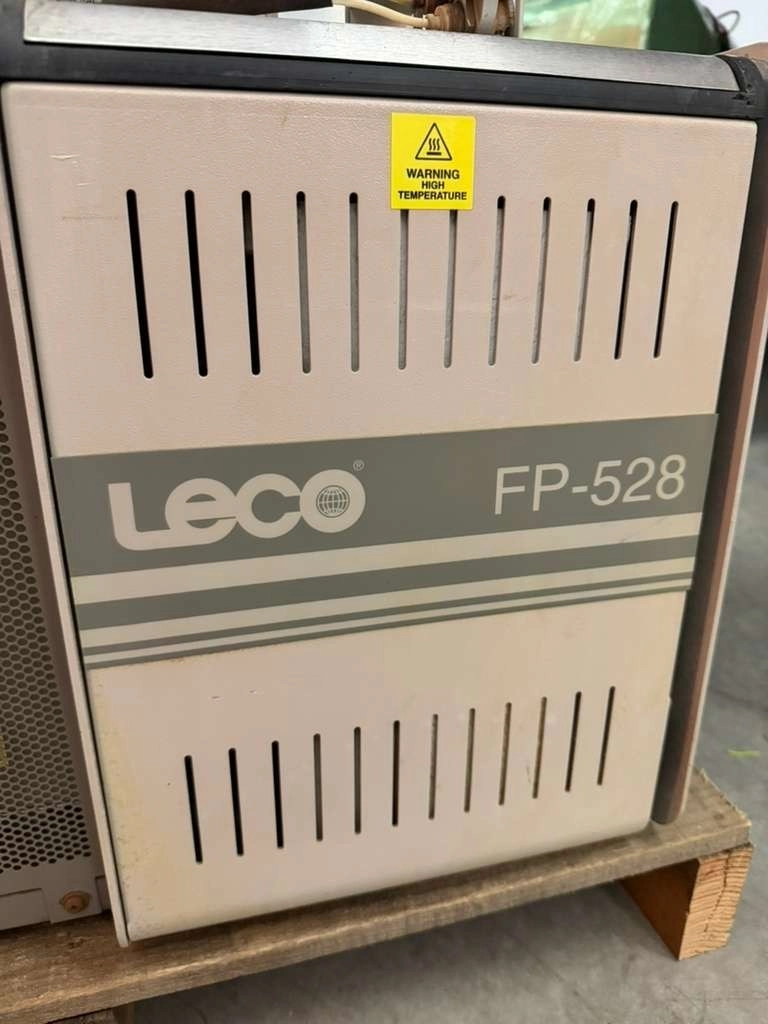 WARNING
HIGH
TEMPERATURE
LECO®
FP-528